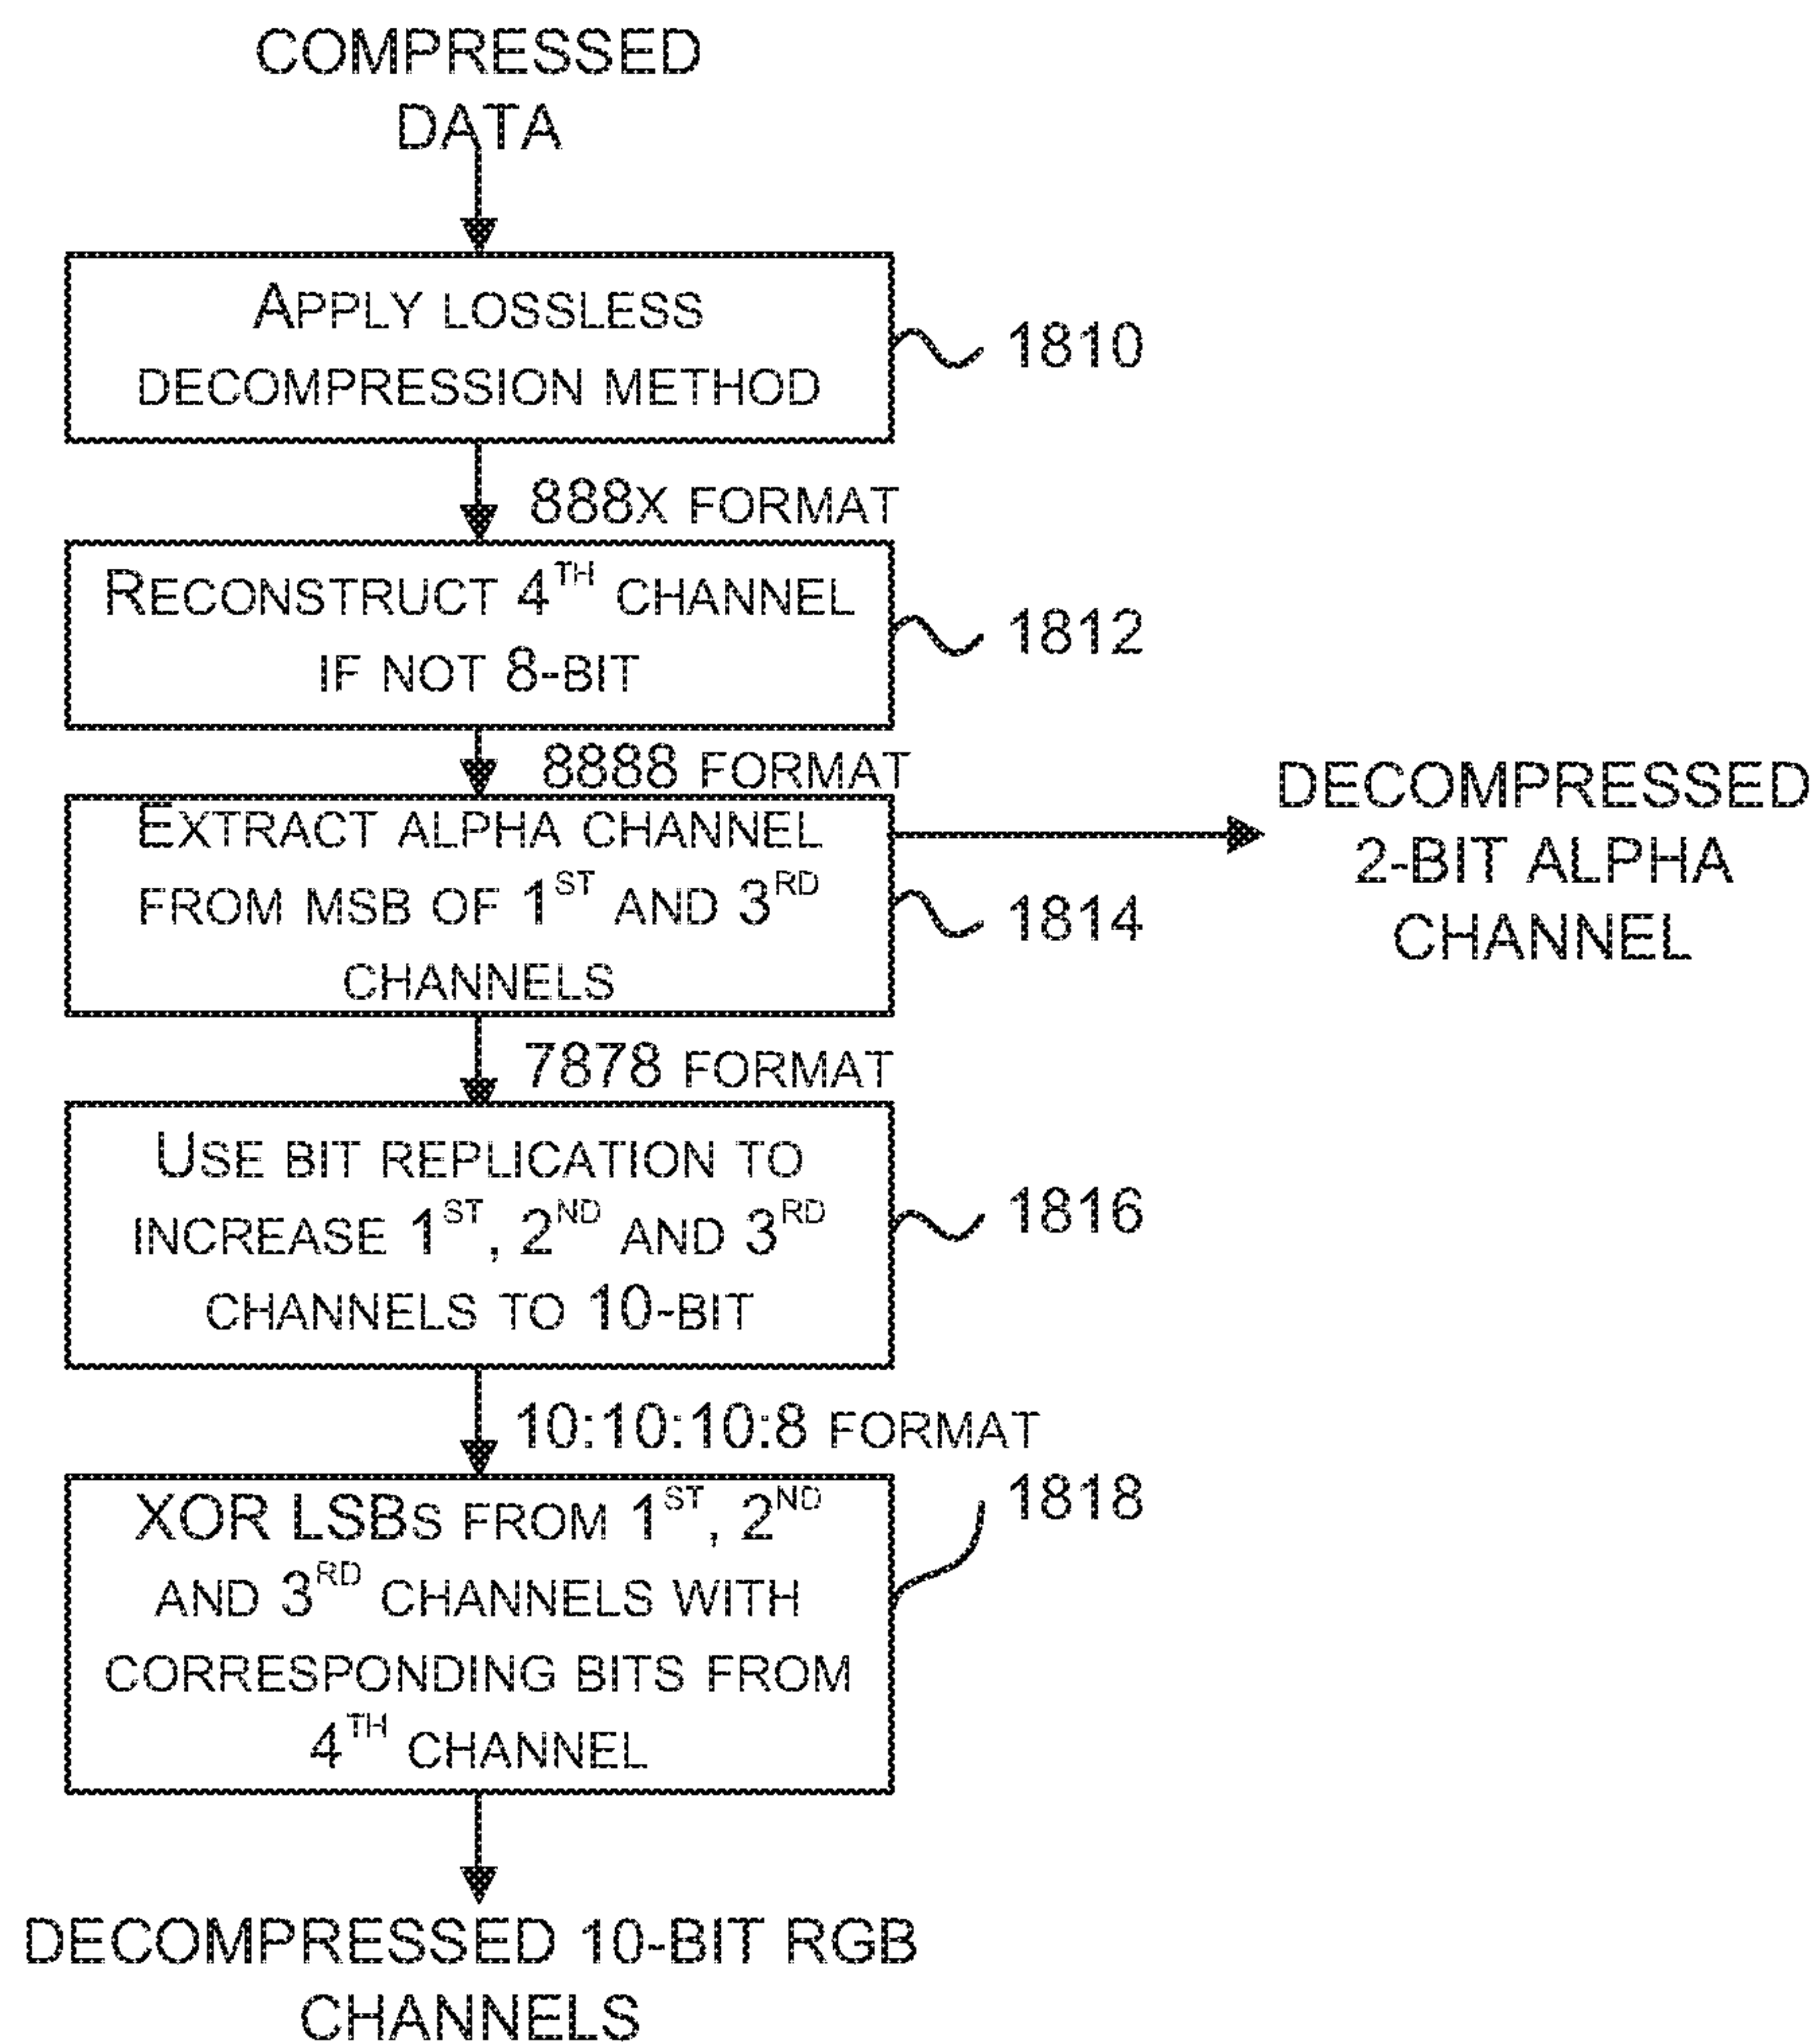 COMPRESSED
DATA
APPLY LOSSLESS
DECOMPRESSION METHOD
1810
888X FORMAT
RECONSTRUCT 4TH CHANNEL
IF NOT 8-BIT
1812
8888 FORMAT
EXTRACT ALPHA CHANNEL
FROM MSB OF 1ST AND 3RD
CHANNELS
1814
DECOMPRESSED
2-BIT ALPHA
CHANNEL
7878 FORMAT
USE BIT REPLICATION TO
INCREASE 1ST, 2ND AND 3RD
CHANNELS TO 10-BIT
1816
10:10:10:8 FORMAT
XOR LSBS FROM 1ST, 2ND
AND 3RD CHANNELS WITH
CORRESPONDING BITS FROM
4TH CHANNEL
1818
DECOMPRESSED 10-BIT RGB
CHANNELS